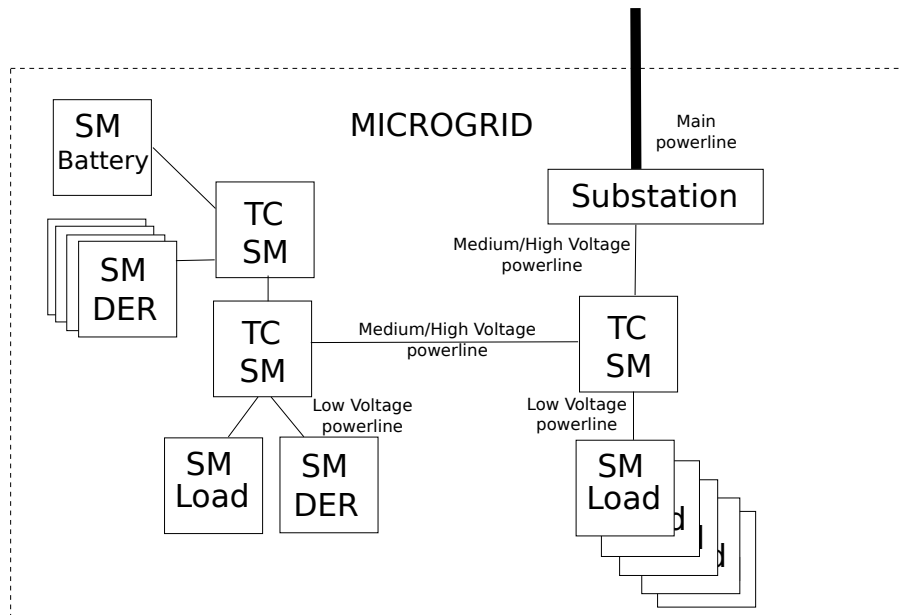 MICROGRID
Main
powerline
SM
Battery
Substation
TC
SM
Medium/High Voltage
powerline
SM
DER
TC
SM
Medium/High Voltage
powerline
TC
SM
Low Voltage
powerline
Low Voltage
powerline
SM
Load
SM
DER
SM
Load
d
d